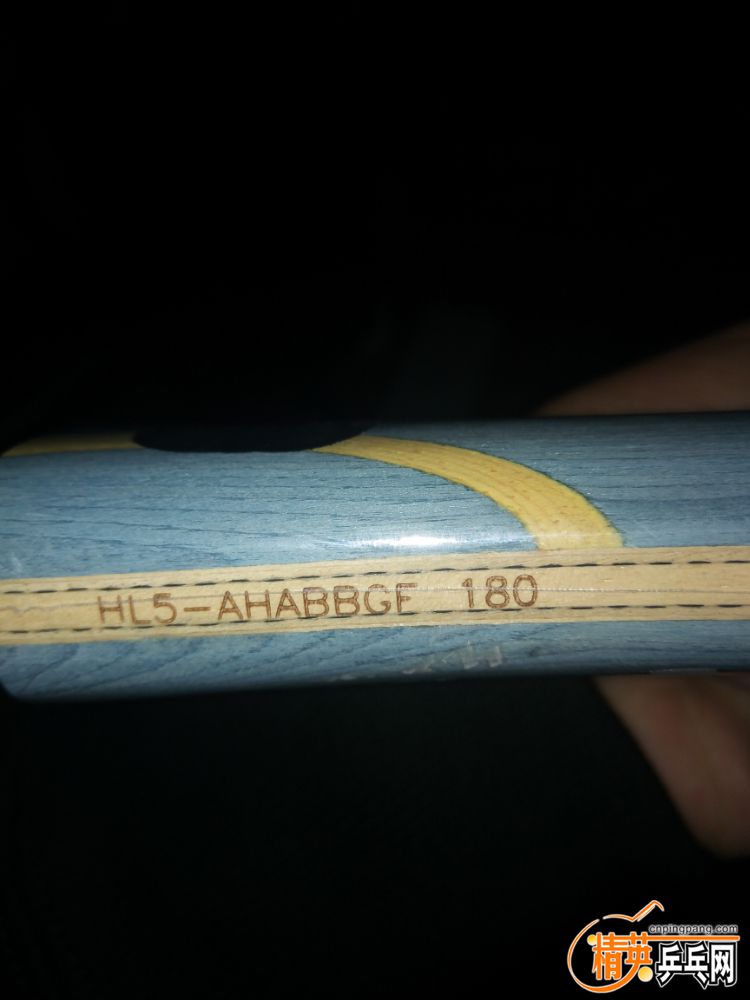 HL5-AHABBGF 180
cnpingpang.com
精英乒乓网